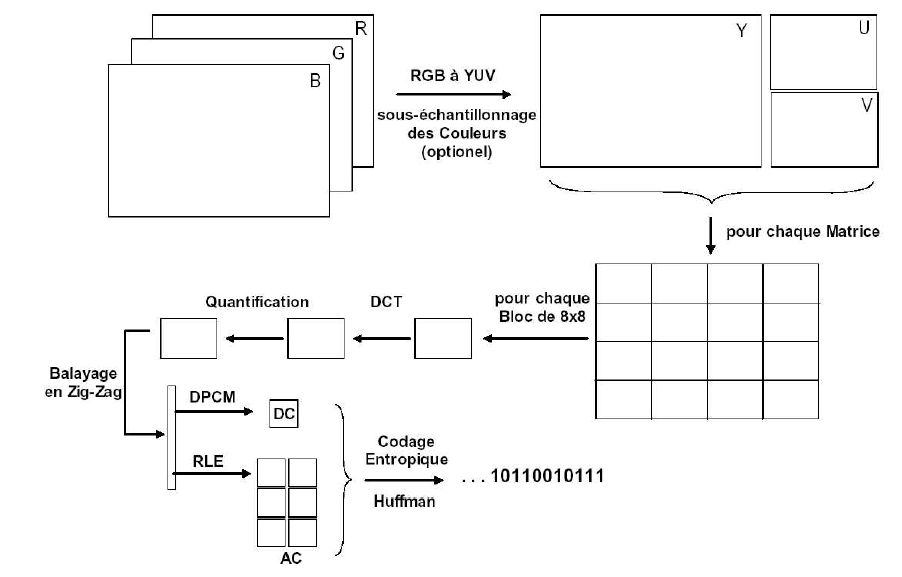 R
G
B
RGB à YUV
sous-échantillonnage
des Couleurs
(optionel)
Y
U
V
pour chaque Matrice
pour chaque
Bloc de 8x8
DCT
Quantification
Balayage
en Zig-Zag
DPCM
DC
RLE
AC
Codage
Entropique
Huffman
. . . 10110010111